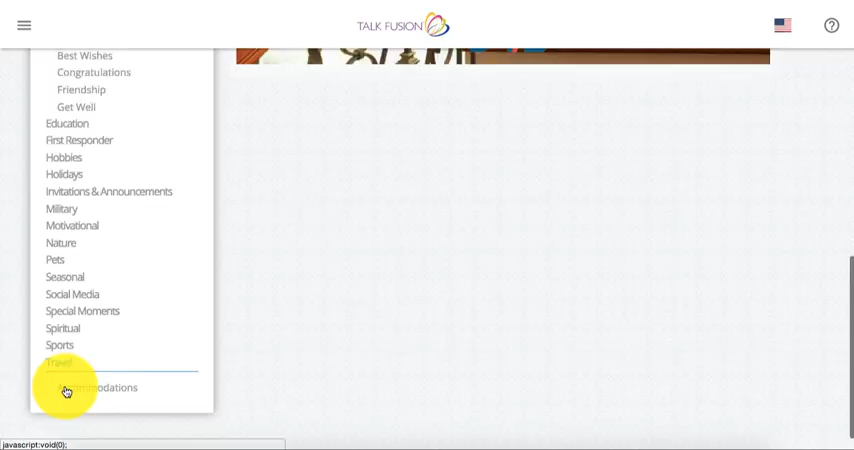 TALK FUSION
Best Wishes
Congratulations
Friendship
Get Well
Education
First Responder
Hobbies
Holidays
Invitations & Announcements
Military
Motivational
Nature
Pets
Seasonal
Social Media
Special Moments
Spiritual
Sports
Travel
Accommodations
javascript:void(0);